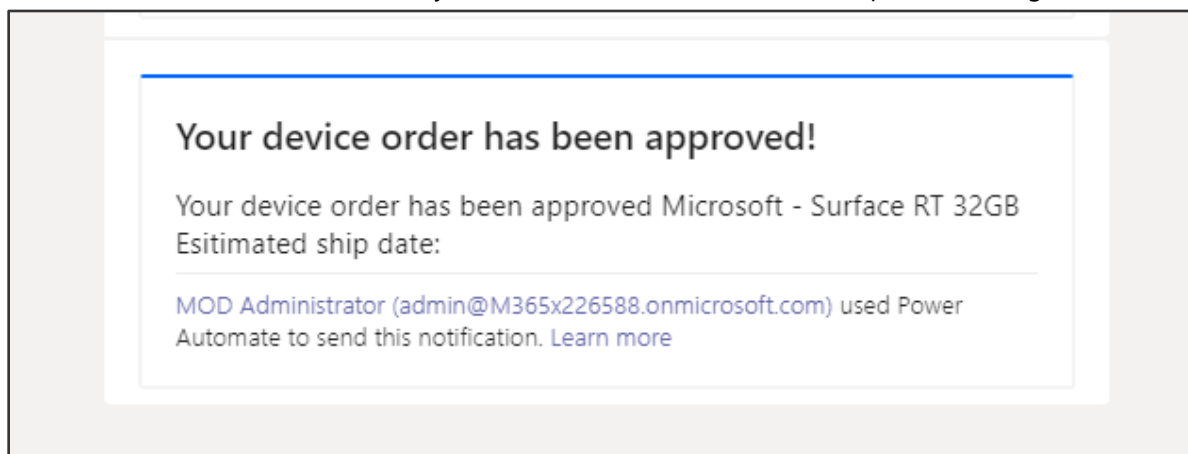 Your device order has been approved!
Your device order has been approved Microsoft - Surface RT 32GB
Esitimated ship date:
MOD Administrator (admin@M365x226588.onmicrosoft.com) used Power
Automate to send this notification. Learn more